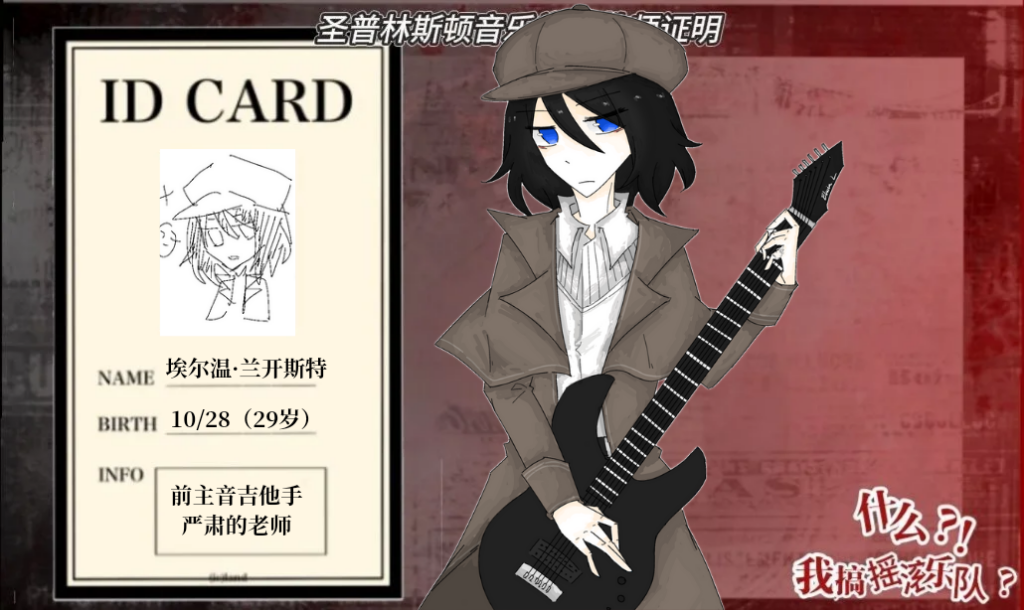 圣普林斯顿音乐
证明
ID CARD
NAME 埃尔温·兰开斯特
BIRTH 10/28（29岁）
INFO
前主音吉他手
严肃的老师
什么?!
我搞摇滚乐队?